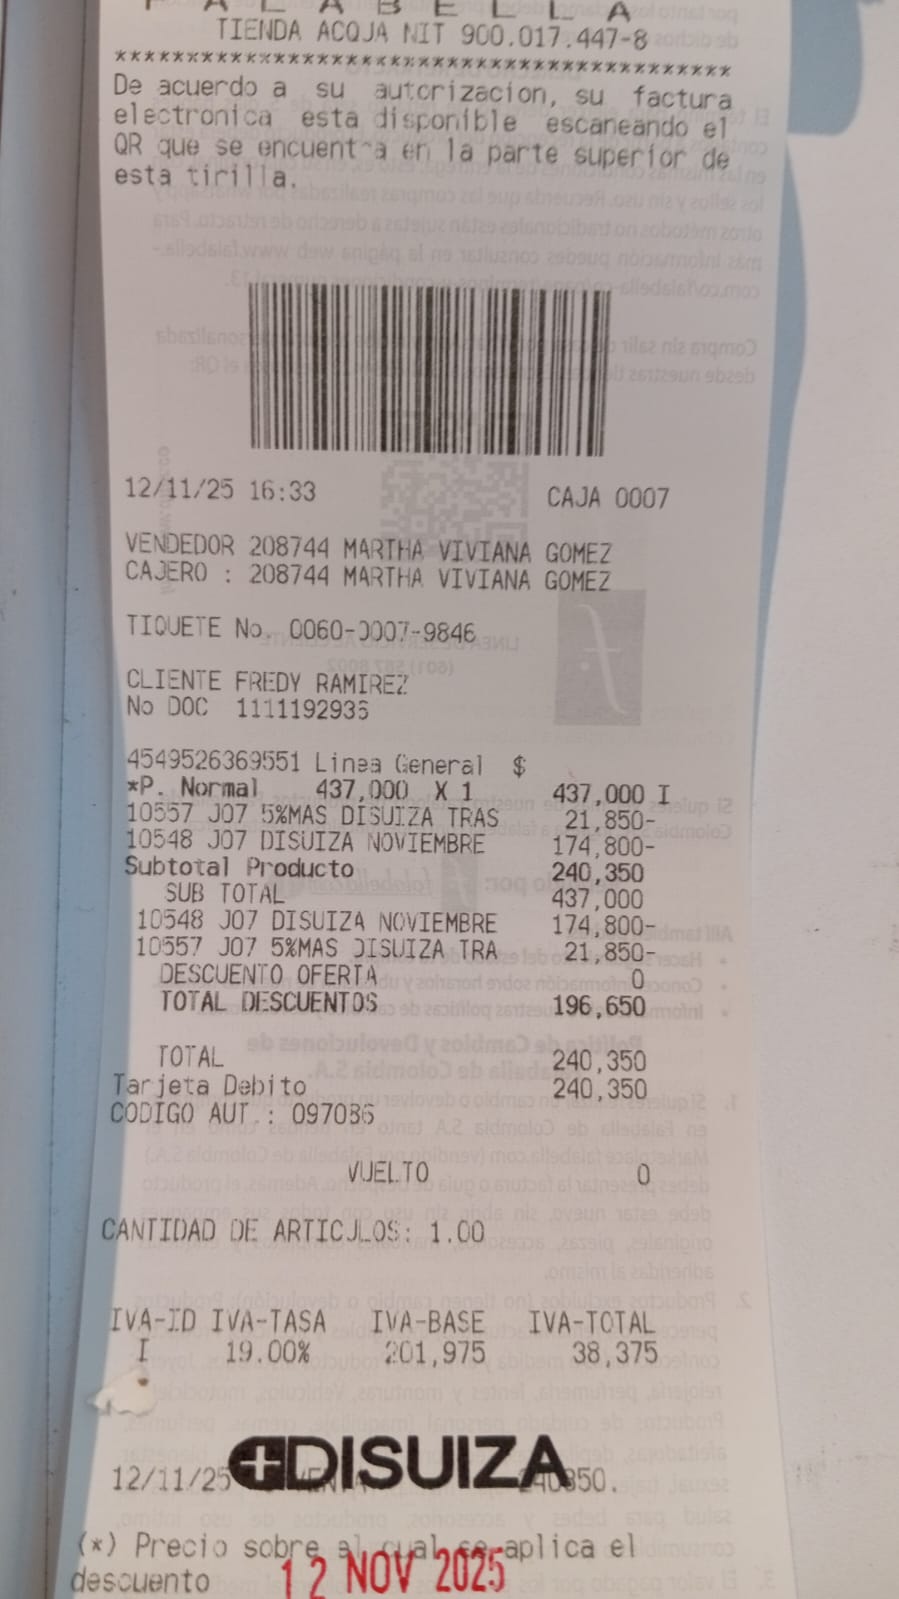 FALABELLA
TIENDA ACQJA NIT 900.017.447-8
*******************************************
De acuerdo a su autorizacion, su factura
electronica esta disponible escaneando el
QR que se encuentra en la parte superior de
esta tirilla.
12/11/25 16:33 CAJA 0007
VENDEDOR 208744 MARTHA VIVIANA GOMEZ
CAJERO : 208744 MARTHA VIVIANA GOMEZ
TIQUETE No. 0060-0007-9846
CLIENTE FREDY RAMIREZ
No DOC 1111192936
4549526369551 Linea General $
*P. Normal 437,000 X 1 437,000 I
10557 J07 5%MAS DISUIZA TRAS 21,850-
10548 J07 DISUIZA NOVIEMBRE 174,800-
Subtotal Producto 240,350
SUB TOTAL 437,000
10548 J07 DISUIZA NOVIEMBRE 174,800-
10557 J07 5%MAS DISUIZA TRA 21,850-
DESCUENTO OFERTA 0
TOTAL DESCUENTOS 196,650
TOTAL 240,350
Tarjeta Debito 240,350
CODIGO AUT.: 097086
VUELTO 0
CANTIDAD DE ARTICULOS: 1.00
IVA-ID IVA-TASA IVA-BASE IVA-TOTAL
I 19.00% 201,975 38,375
DISUIZA
12/11/25 VENTA 240350.
(*) Precio sobre el cual se aplica el
descuento
12 NOV 2025